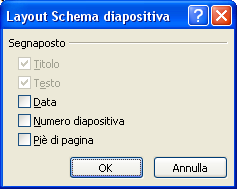 Layout Schema diapositiva
Segnaposto
Titolo
Testo
Data
Numero diapositiva
Piè di pagina
OK
Annulla